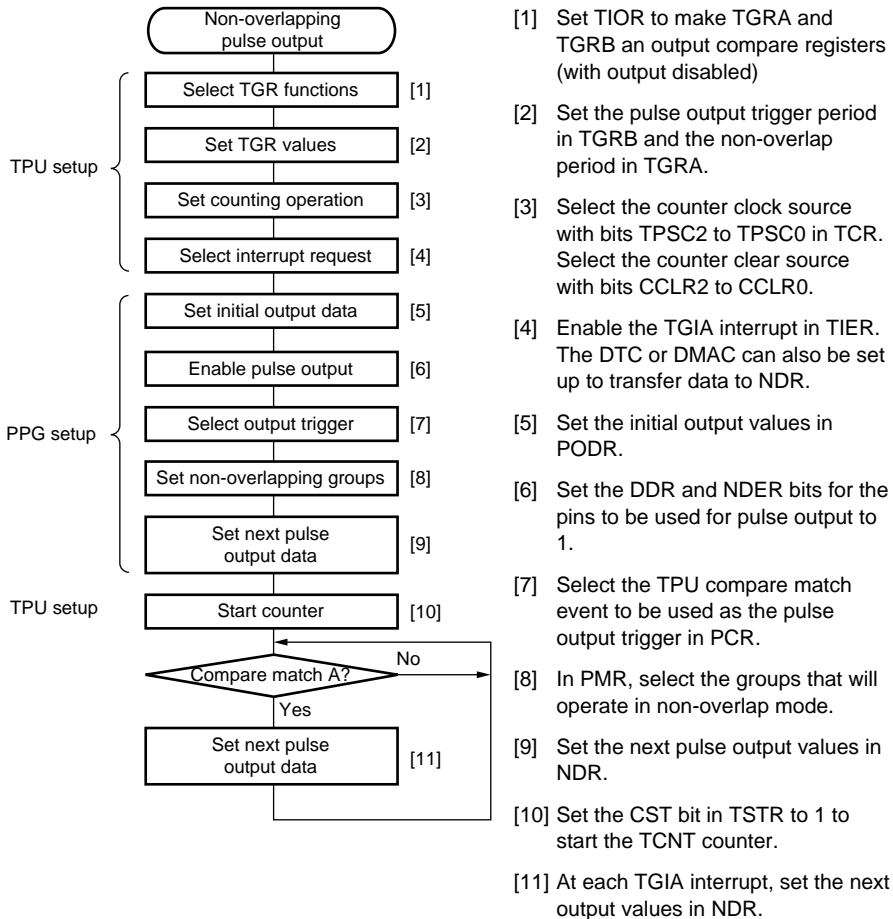 Non-overlapping
pulse output
TPU setup
Select TGR functions [1]
Set TGR values [2]
Set counting operation [3]
Select interrupt request [4]
PPG setup
Set initial output data [5]
Enable pulse output [6]
Select output trigger [7]
Set non-overlapping groups [8]
Set next pulse
output data [9]
TPU setup
Start counter [10]
Compare match A?
No
Yes
Set next pulse
output data [11]
[1] Set TIOR to make TGRA and
TGRB an output compare registers
(with output disabled)
[2] Set the pulse output trigger period
in TGRB and the non-overlap
period in TGRA.
[3] Select the counter clock source
with bits TPSC2 to TPSC0 in TCR.
Select the counter clear source
with bits CCLR2 to CCLR0.
[4] Enable the TGIA interrupt in TIER.
The DTC or DMAC can also be set
up to transfer data to NDR.
[5] Set the initial output values in
PODR.
[6] Set the DDR and NDER bits for the
pins to be used for pulse output to
1.
[7] Select the TPU compare match
event to be used as the pulse
output trigger in PCR.
[8] In PMR, select the groups that will
operate in non-overlap mode.
[9] Set the next pulse output values in
NDR.
[10] Set the CST bit in TSTR to 1 to
start the TCNT counter.
[11] At each TGIA interrupt, set the next
output values in NDR.